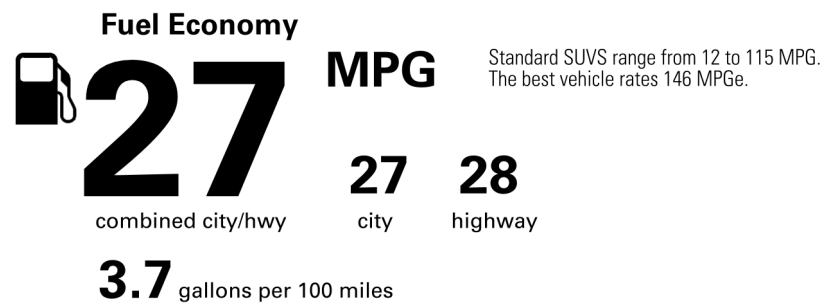 Fuel Economy
27
MPG
Standard SUVS range from 12 to 115 MPG.
The best vehicle rates 146 MPGe.
27 28
combined city/hwy city highway
3.7 gallons per 100 miles